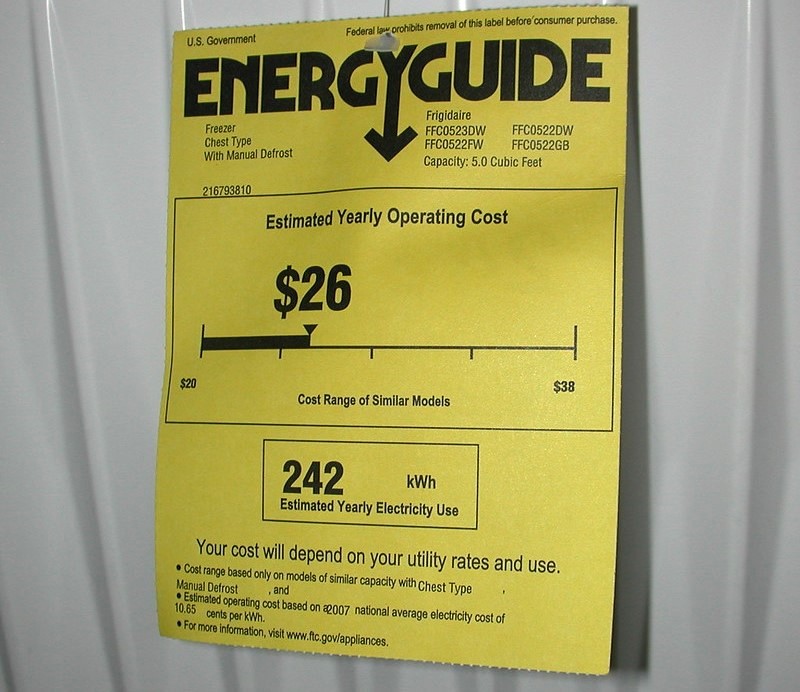 U.S. Government
Federal law prohibits removal of this label before consumer purchase.
ENERGYGUIDE
Freezer
Chest Type
With Manual Defrost
216793810
Frigidaire
FFC0523DW FFC0522DW
FFC0522FW FFC0522GB
Capacity: 5.0 Cubic Feet
Estimated Yearly Operating Cost
$26
$20
$38
Cost Range of Similar Models
242 kWh
Estimated Yearly Electricity Use
Your cost will depend on your utility rates and use.
• Cost range based only on models of similar capacity with Chest Type ,
Manual Defrost , and
• Estimated operating cost based on a2007 national average electricity cost of
10.65 cents per kWh.
• For more information, visit www.ftc.gov/appliances.